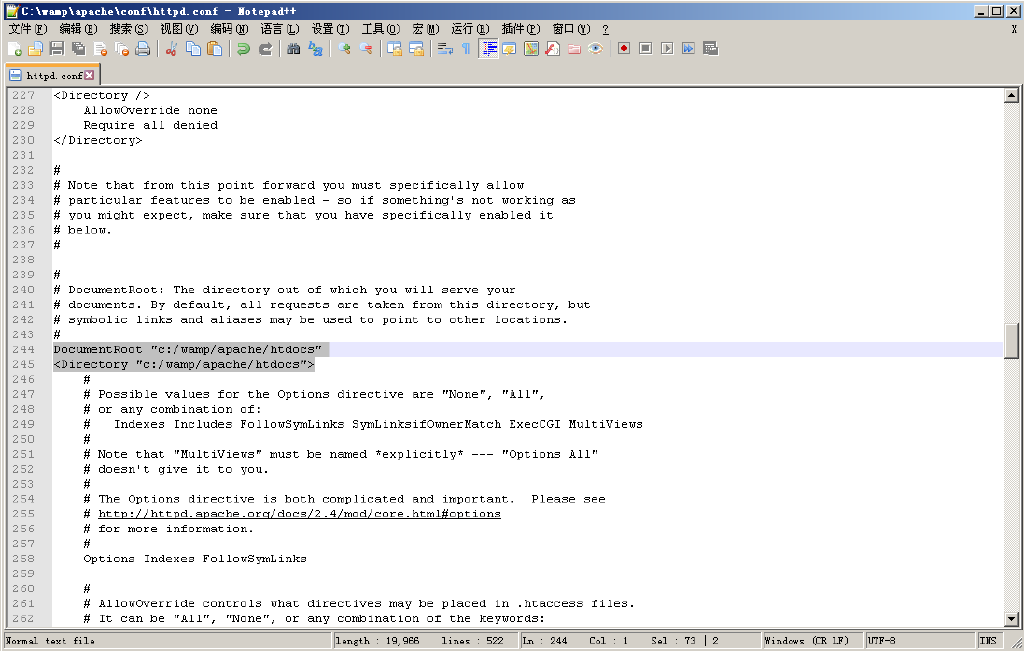 C:\wamp\apache\conf\httpd.conf - Notepad++
文件(F) 编辑(E) 搜索(S) 视图(V) 编码(N) 语言(L) 设置(T) 工具(O) 宏(M) 运行(R) 插件(P) 窗口(W) ? X
httpd.conf
227 <Directory />
228 AllowOverride none
229 Require all denied
230 </Directory>
231
232 #
233 # Note that from this point forward you must specifically allow
234 # particular features to be enabled - so if something's not working as
235 # you might expect, make sure that you have specifically enabled it
236 # below.
237 #
238
239 #
240 # DocumentRoot: The directory out of which you will serve your
241 # documents. By default, all requests are taken from this directory, but
242 # symbolic links and aliases may be used to point to other locations.
243 #
244 DocumentRoot "c:/wamp/apache/htdocs"
245 <Directory "c:/wamp/apache/htdocs">
246 #
247 # Possible values for the Options directive are "None", "All",
248 # or any combination of:
249 #   Indexes Includes FollowSymLinks SymLinksifOwnerMatch ExecCGI MultiViews
250 #
251 # Note that "MultiViews" must be named *explicitly* --- "Options All"
252 # doesn't give it to you.
253 #
254 # The Options directive is both complicated and important.  Please see
255 # http://httpd.apache.org/docs/2.4/mod/core.html#options
256 # for more information.
257 #
258 Options Indexes FollowSymLinks
259
260 #
261 # AllowOverride controls what directives may be placed in .htaccess files.
262 # It can be "All", "None", or any combination of the keywords:
Normal text file length : 19,966 lines : 522 Ln : 244 Col : 1 Sel : 73 | 2 Windows (CR LF) UTF-8 INS